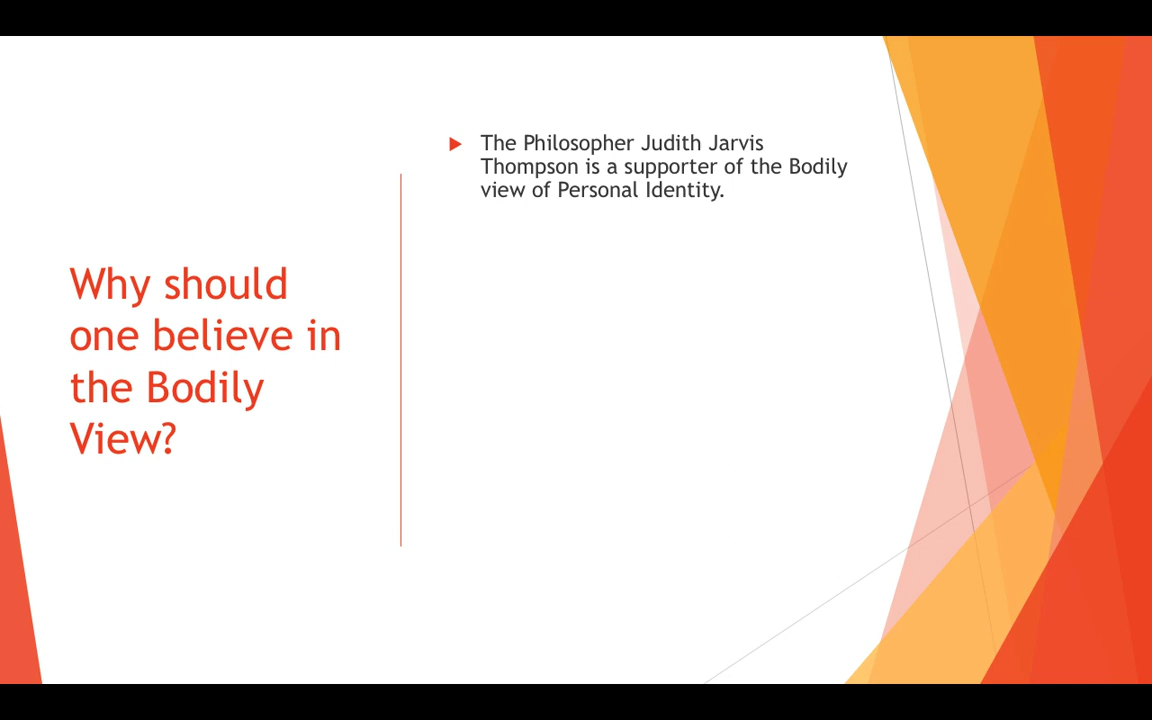 Why should
one believe in
the Bodily
View?
The Philosopher Judith Jarvis
Thompson is a supporter of the Bodily
view of Personal Identity.